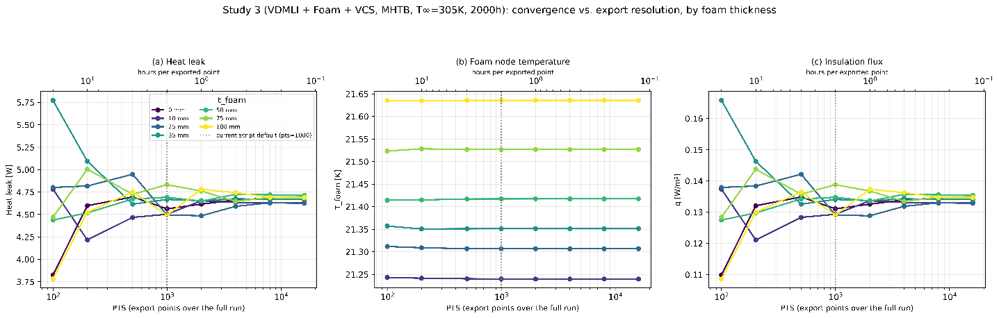 Study 3 (VDMLI + Foam + VCS, MHTB, T∞=305K, 2000h): convergence vs. export resolution, by foam thickness
(a) Heat leak
hours per exported point
10¹ 10⁰ 10⁻¹
t_foam
0 mm
10 mm
25 mm
35 mm
50 mm
75 mm
100 mm
current script default (pts=1000)
Heat leak [W]
5.75
5.50
5.25
5.00
4.75
4.50
4.25
4.00
3.75
10² 10³ 10⁴
PTS (export points over the full run)
(b) Foam node temperature
hours per exported point
10¹ 10⁰ 10⁻¹
T_foam [K]
21.65
21.60
21.55
21.50
21.45
21.40
21.35
21.30
21.25
10² 10³ 10⁴
PTS (export points over the full run)
(c) Insulation flux
hours per exported point
10¹ 10⁰ 10⁻¹
q [W/m²]
0.16
0.15
0.14
0.13
0.12
0.11
10² 10³ 10⁴
PTS (export points over the full run)